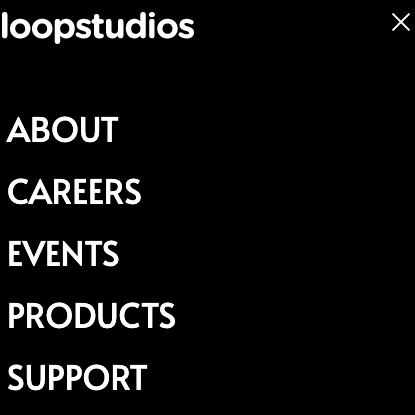 loopstudios
ABOUT
CAREERS
EVENTS
PRODUCTS
SUPPORT